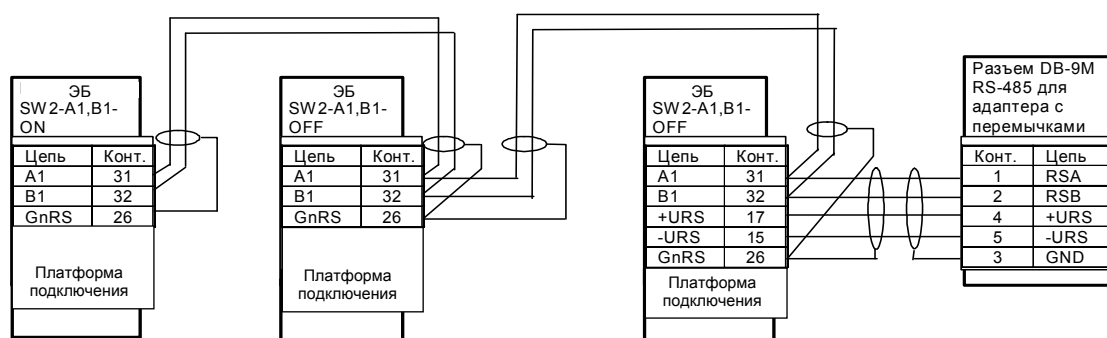 ЭБ
SW2-A1,B1-
ON
Цепь Конт.
A1 31
B1 32
GnRS 26
Платформа
подключения
ЭБ
SW2-A1,B1-
OFF
Цепь Конт.
A1 31
B1 32
GnRS 26
Платформа
подключения
ЭБ
SW2-A1,B1-
OFF
Цепь Конт.
A1 31
B1 32
+URS 17
-URS 15
GnRS 26
Платформа
подключения
Разъем DB-9M
RS-485 для
адаптера с
перемычками
Конт. Цепь
1 RSA
2 RSB
4 +URS
5 -URS
3 GND